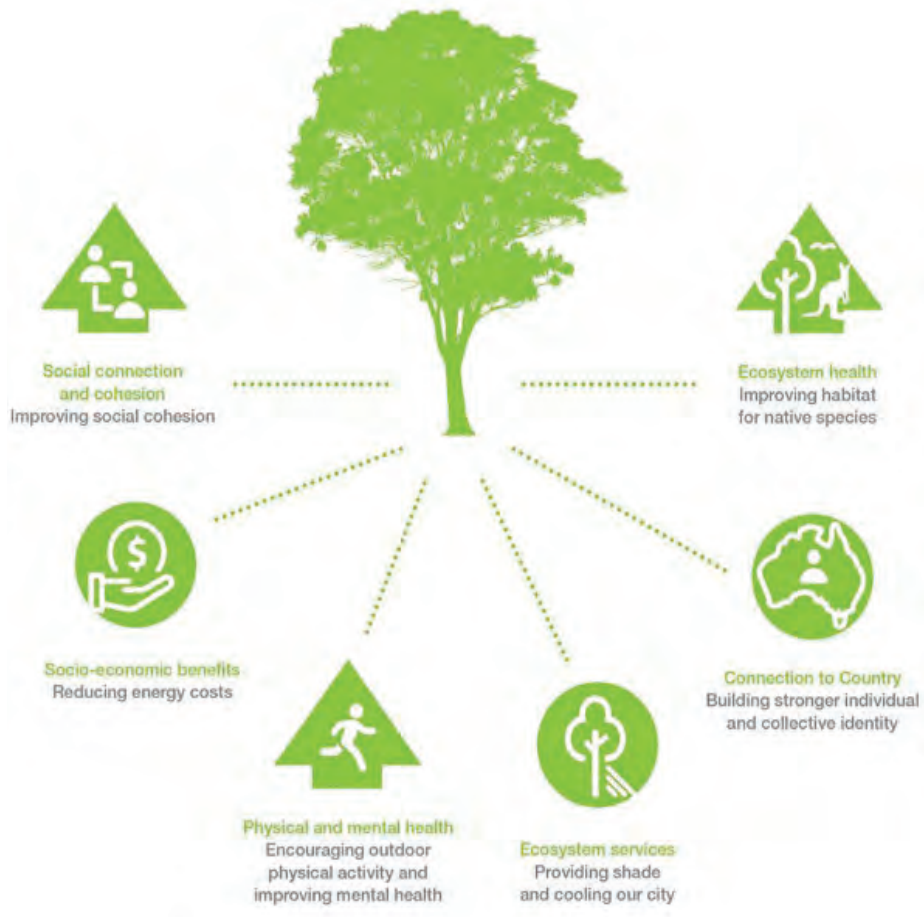 Social connection
and cohesion
Improving social cohesion
Ecosystem health
Improving habitat
for native species
$
Socio-economic benefits
Reducing energy costs
Connection to Country
Building stronger individual
and collective identity
Physical and mental health
Encouraging outdoor
physical activity and
improving mental health
Ecosystem services
Providing shade
and cooling our city